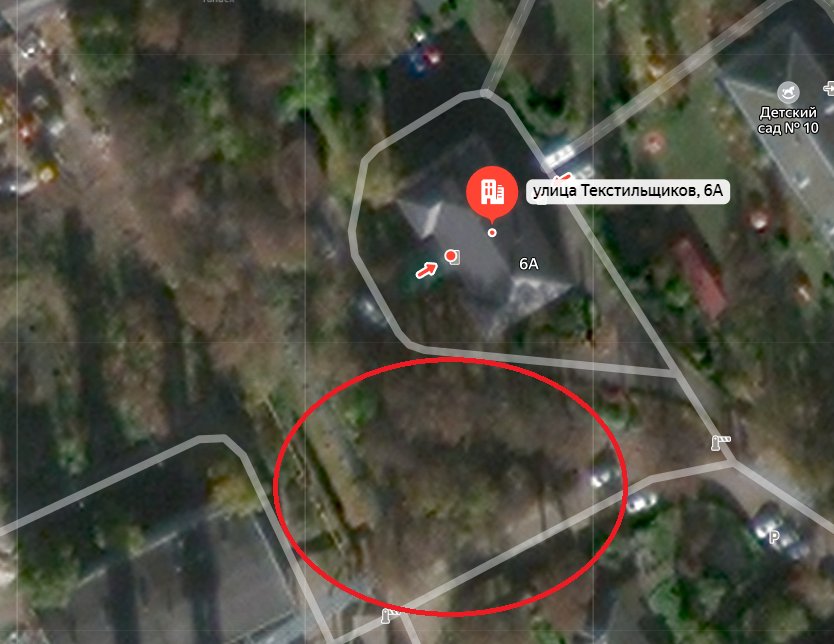 Детский
сад № 10
улица Текстильщиков, 6А
6А
P